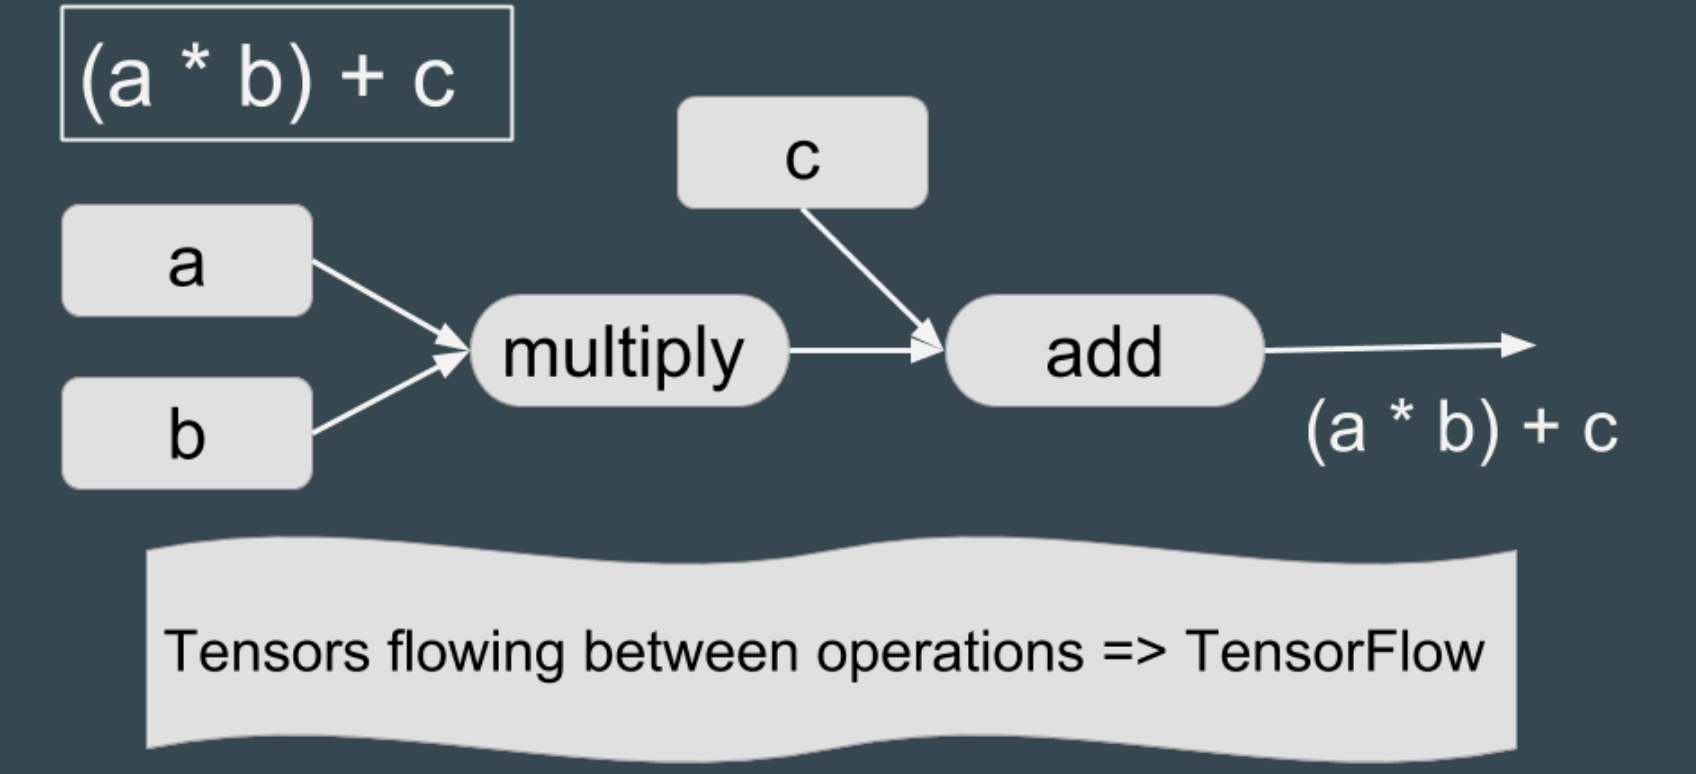 (a * b) + c
c
a
b
multiply
add
(a * b) + c
Tensors flowing between operations => TensorFlow